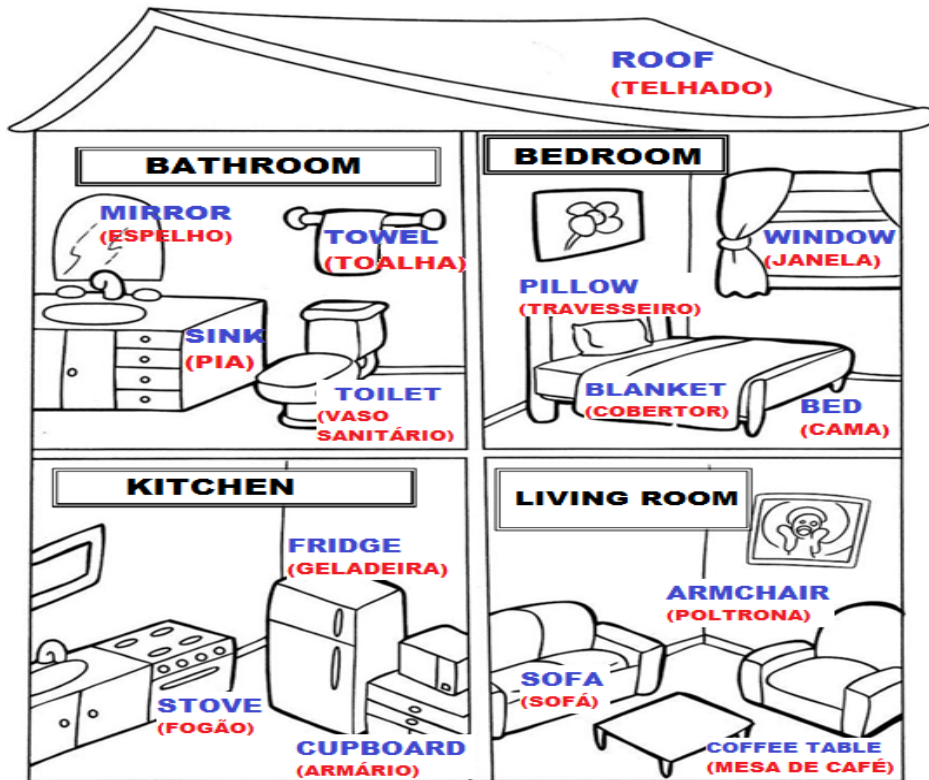 ROOF
(TELHADO)
BATHROOM
MIRROR
(ESPELHO)
TOWEL
(TOALHA)
SINK
(PIA)
TOILET
(VASO
SANITÁRIO)
BEDROOM
WINDOW
(JANELA)
PILLOW
(TRAVESSEIRO)
BLANKET
(COBERTOR)
BED
(CAMA)
KITCHEN
FRIDGE
(GELADEIRA)
STOVE
(FOGÃO)
CUPBOARD
(ARMÁRIO)
LIVING ROOM
ARMCHAIR
(POLTRONA)
SOFA
(SOFÁ)
COFFEE TABLE
(MESA DE CAFÉ)